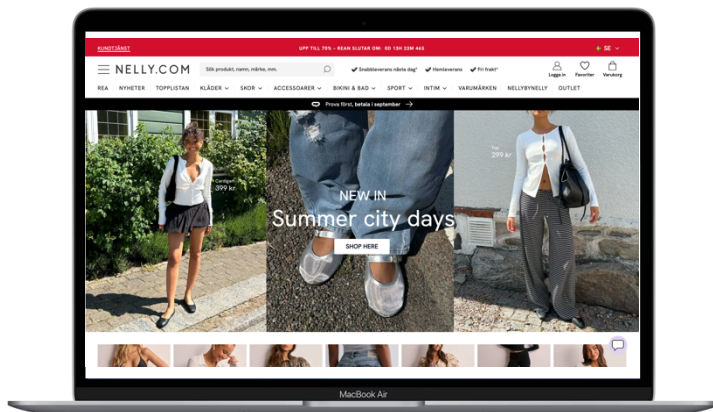 KUNDTJÄNST
UPP TILL 70% - REAN SLUTAR OM: 0D 13H 23M 46S
SE
NELLY.COM
Sök produkt, namn, märke, mm.
Snabbleverans nästa dag*
Hemleverans
Fri frakt*
Logga in
Favoriter
Varukorg
REA NYHETER TOPPLISTAN KLÄDER SKOR ACCESSOARER BIKINI & BAD SPORT INTIM VARUMÄRKEN NELLYBYNELLY OUTLET
Prova först, betala i september
Cardigan
399 kr
Top
299 kr
NEW IN
Summer city days
SHOP HERE
MacBook Air